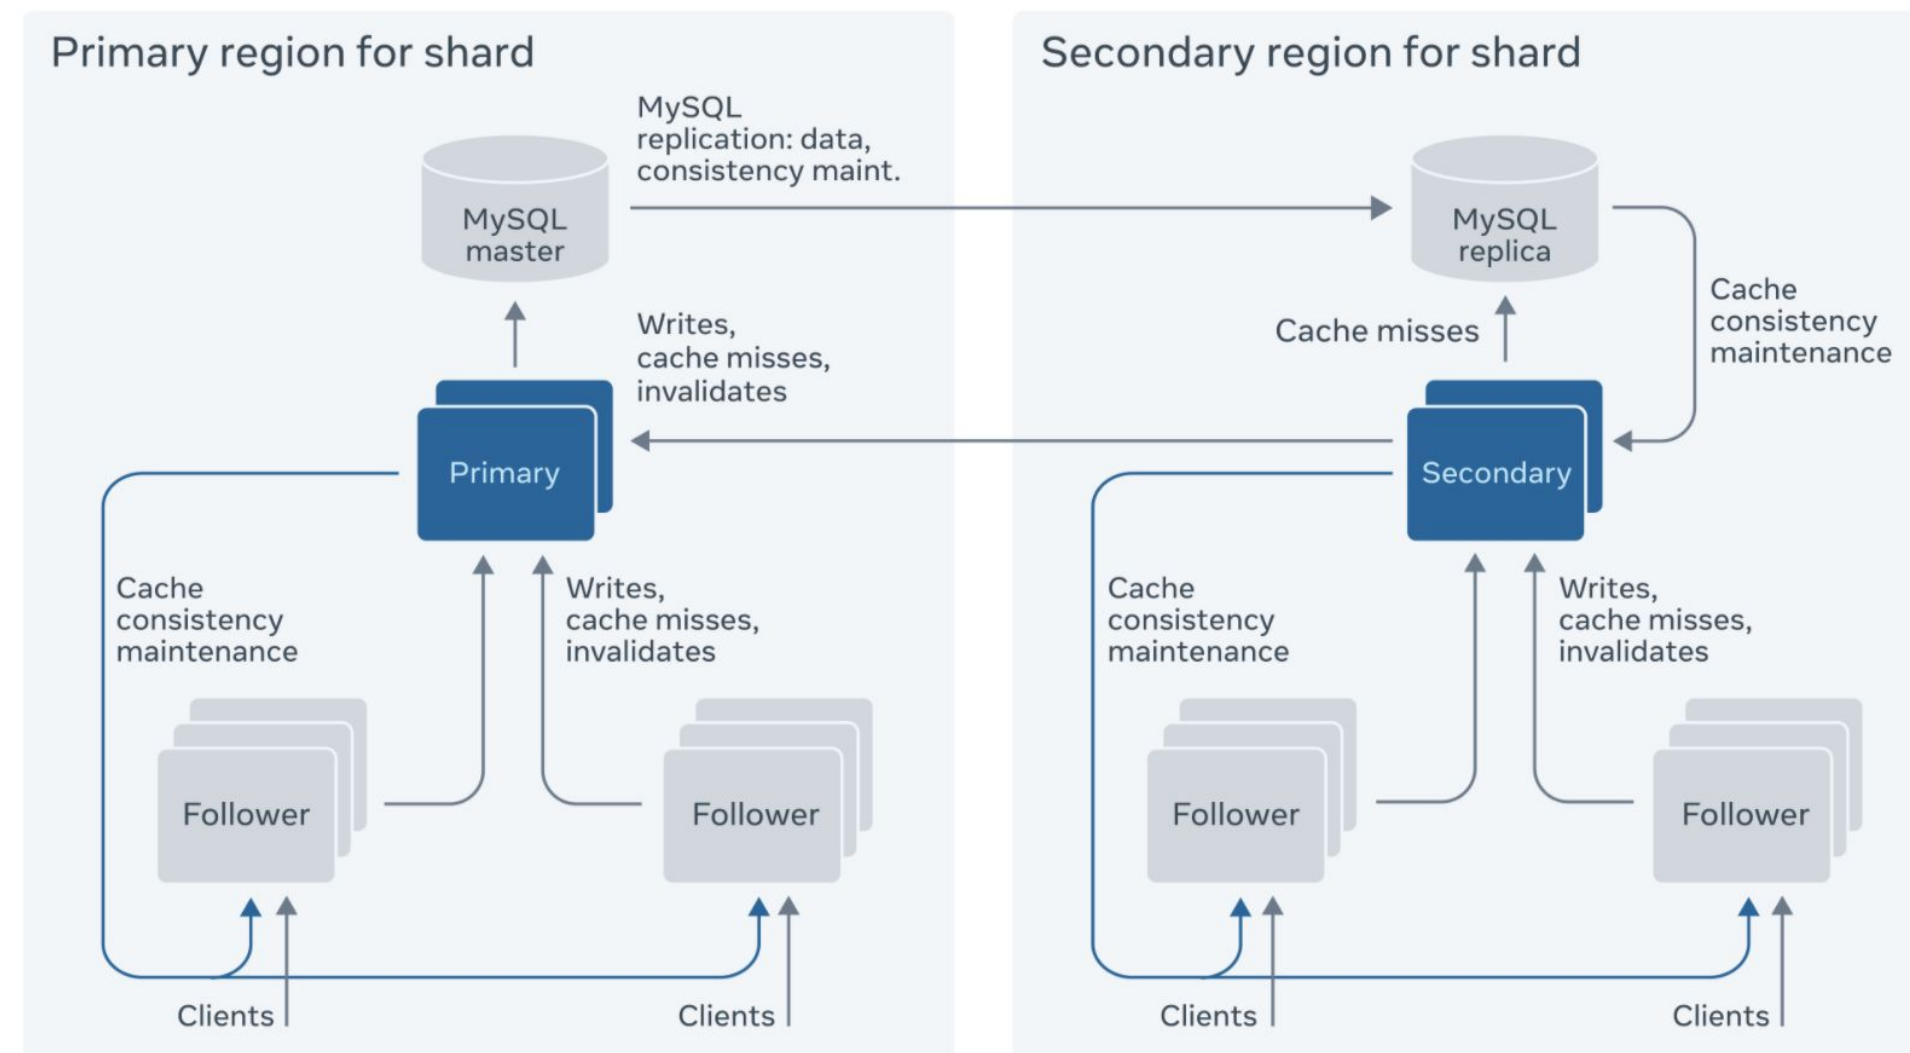 Primary region for shard
MySQL
replication: data,
consistency maint.
MySQL
master
Writes,
cache misses,
invalidates
Primary
Cache
consistency
maintenance
Writes,
cache misses,
invalidates
Follower
Follower
Clients
Clients
Secondary region for shard
MySQL
replica
Cache misses
Cache
consistency
maintenance
Secondary
Cache
consistency
maintenance
Writes,
cache misses,
invalidates
Follower
Follower
Clients
Clients